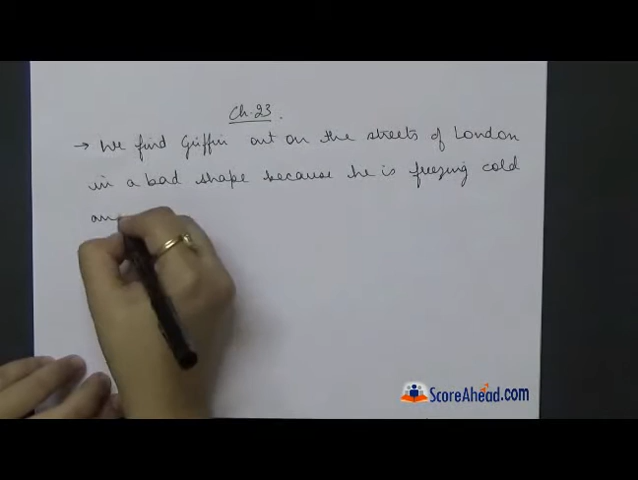 Ch.23.
→ We find Griffin out on the streets of London
in a bad shape because he is freezing cold
an
ScoreAhead.com